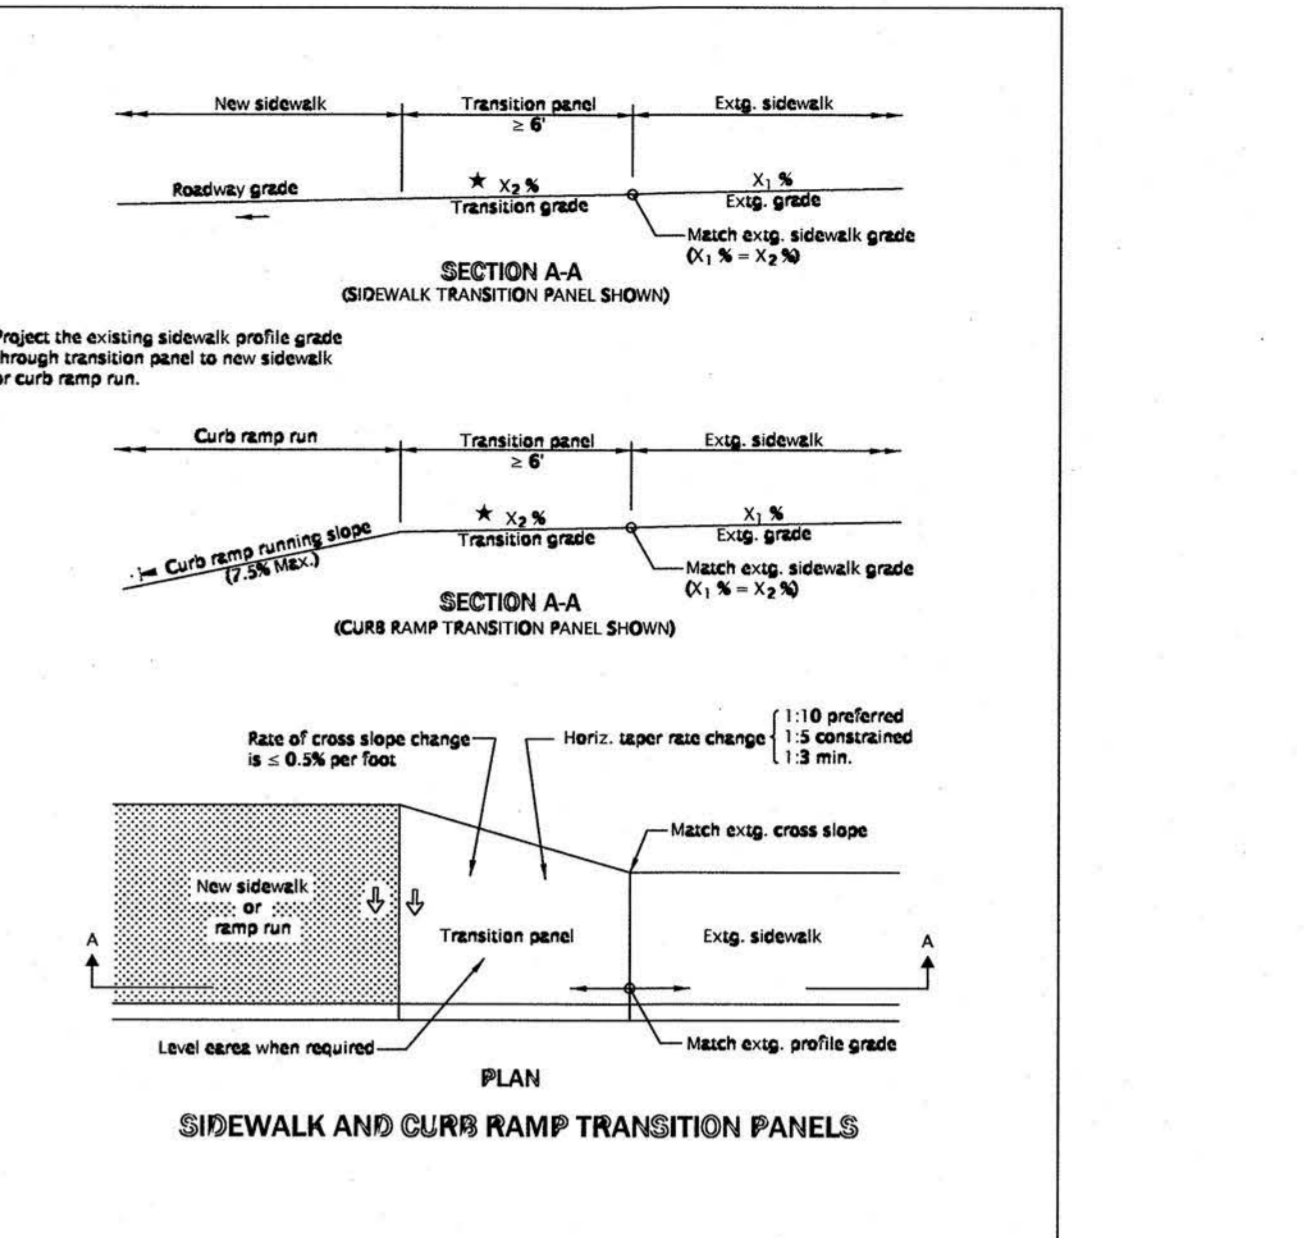 New sidewalk
Transition panel
≥ 6'
Extg. sidewalk
Roadway grade
★ X2 %
Transition grade
X1 %
Extg. grade
Match extg. sidewalk grade
(X1 % = X2 %)
SECTION A-A
(SIDEWALK TRANSITION PANEL SHOWN)
Project the existing sidewalk profile grade
through transition panel to new sidewalk
or curb ramp run.
Curb ramp run
Transition panel
≥ 6'
Extg. sidewalk
Curb ramp running slope
(7.5% Max.)
★ X2 %
Transition grade
X1 %
Extg. grade
Match extg. sidewalk grade
(X1 % = X2 %)
SECTION A-A
(CURB RAMP TRANSITION PANEL SHOWN)
Rate of cross slope change
is ≤ 0.5% per foot
Horiz. taper rate change
1:10 preferred
1:5 constrained
1:3 min.
Match extg. cross slope
New sidewalk
or
ramp run
Transition panel
Extg. sidewalk
A
A
Level earea when required
Match extg. profile grade
PLAN
SIDEWALK AND CURB RAMP TRANSITION PANELS